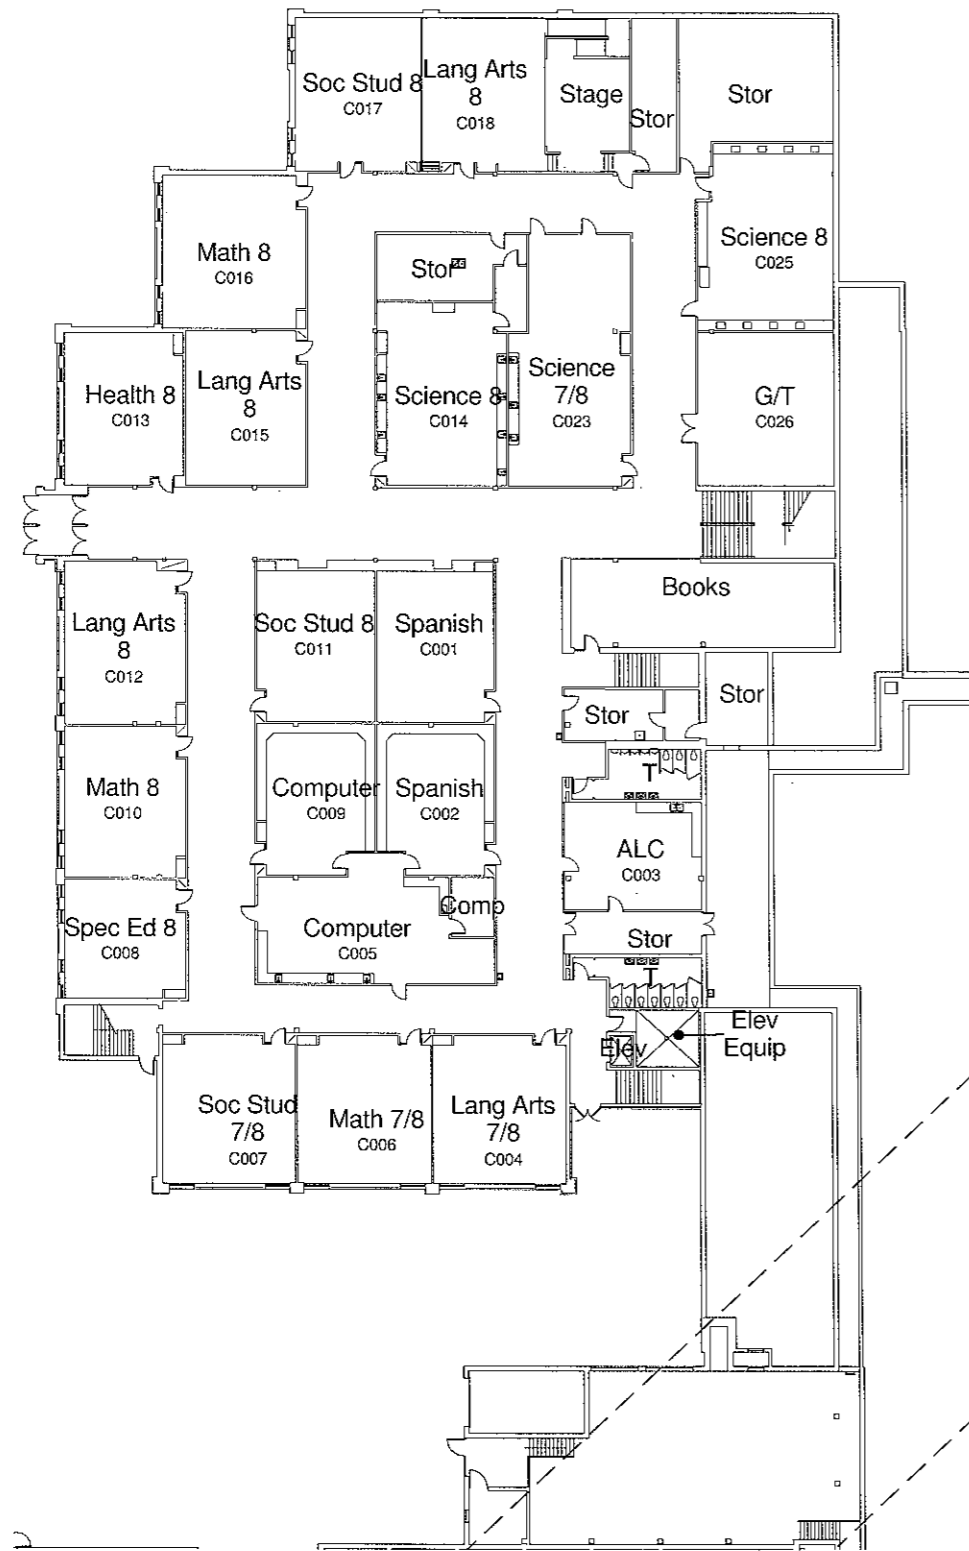 Soc Stud 8
C017
Lang Arts
8
C018
Stage
Stor
Stor
Math 8
C016
Stor
Science 8
C025
Health 8
C013
Lang Arts
8
C015
Science 8
C014
Science
7/8
C023
G/T
C026
Books
Lang Arts
8
C012
Soc Stud 8
C011
Spanish
C001
Stor
Stor
T
Math 8
C010
Computer
C009
Spanish
C002
ALC
C003
Spec Ed 8
C008
Computer
C005
Comp
Stor
T
Elev
Elev
Equip
Soc Stud
7/8
C007
Math 7/8
C006
Lang Arts
7/8
C004